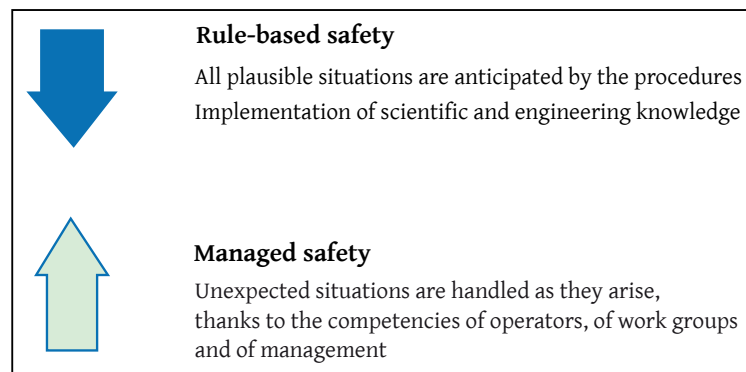 Rule-based safety
All plausible situations are anticipated by the procedures
Implementation of scientific and engineering knowledge
Managed safety
Unexpected situations are handled as they arise,
thanks to the competencies of operators, of work groups
and of management